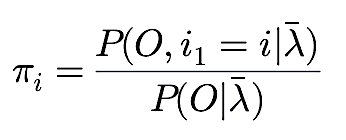 π_i = P(O, i_1 = i|λ̄) / P(O|λ̄)